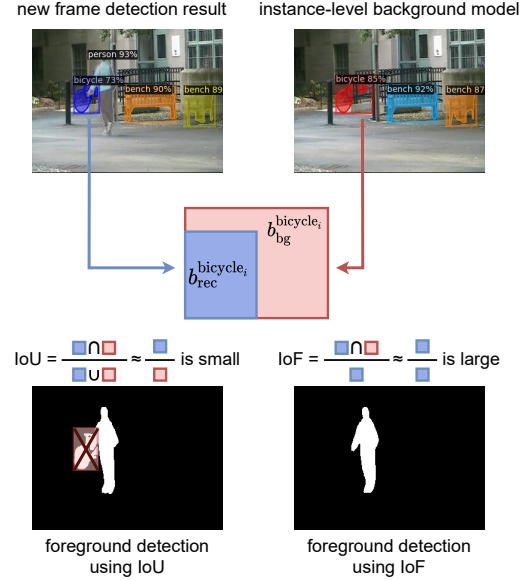 new frame detection result
instance-level background model
person 93%
bicycle 73%
bench 90%
bench 89
bicycle 85%
bench 92%
bench 87
b_rec^bicycle_i
b_bg^bicycle_i
IoU = ∩ / ∪ ≈ is small
IoF = ∩ ≈ is large
foreground detection
using IoU
foreground detection
using IoF